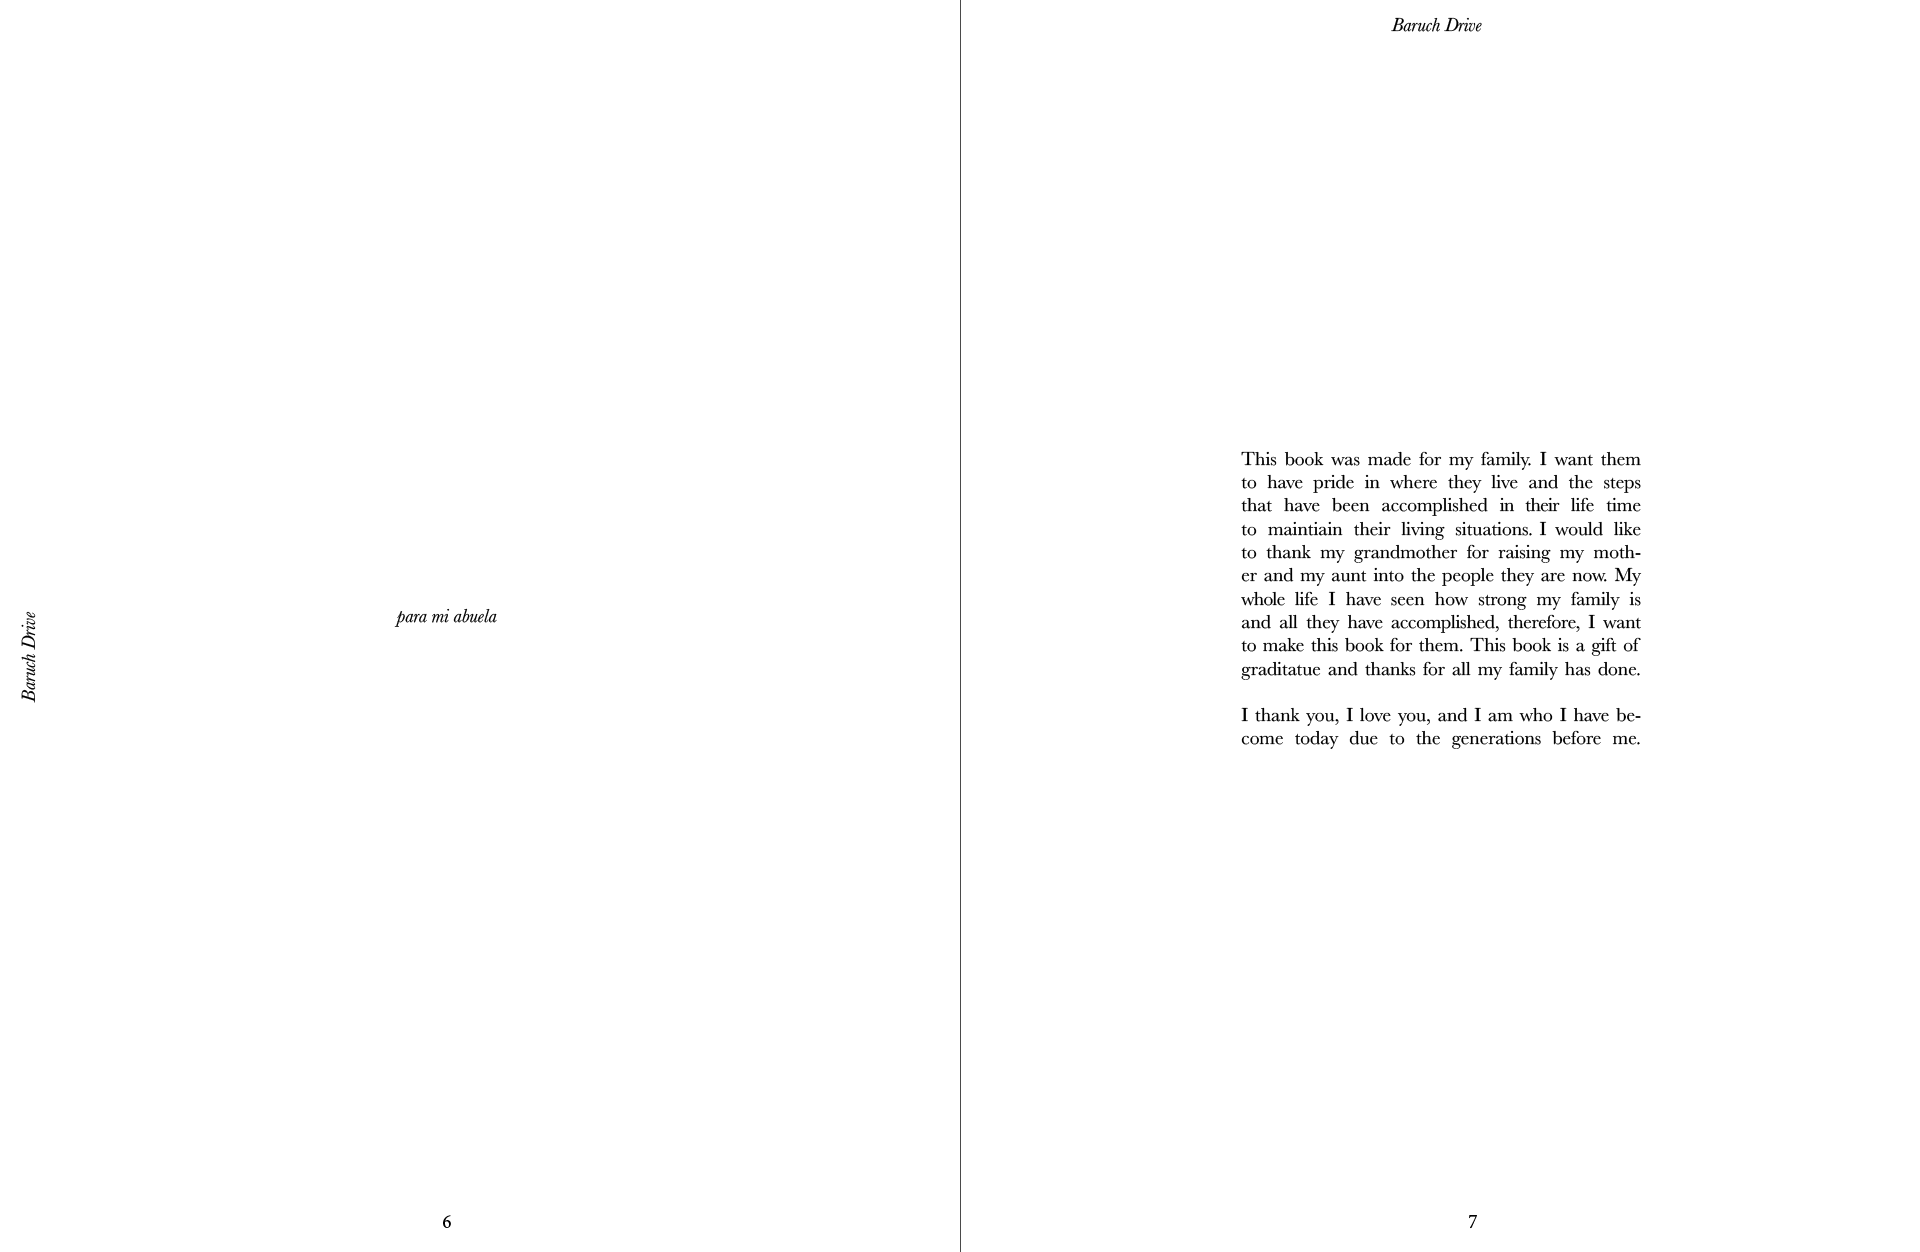 Baruch Drive
para mi abuela
6
Baruch Drive
This book was made for my family. I want them
to have pride in where they live and the steps
that have been accomplished in their life time
to maintiain their living situations. I would like
to thank my grandmother for raising my moth-
er and my aunt into the people they are now. My
whole life I have seen how strong my family is
and all they have accomplished, therefore, I want
to make this book for them. This book is a gift of
graditatue and thanks for all my family has done.
I thank you, I love you, and I am who I have be-
come today due to the generations before me.
7